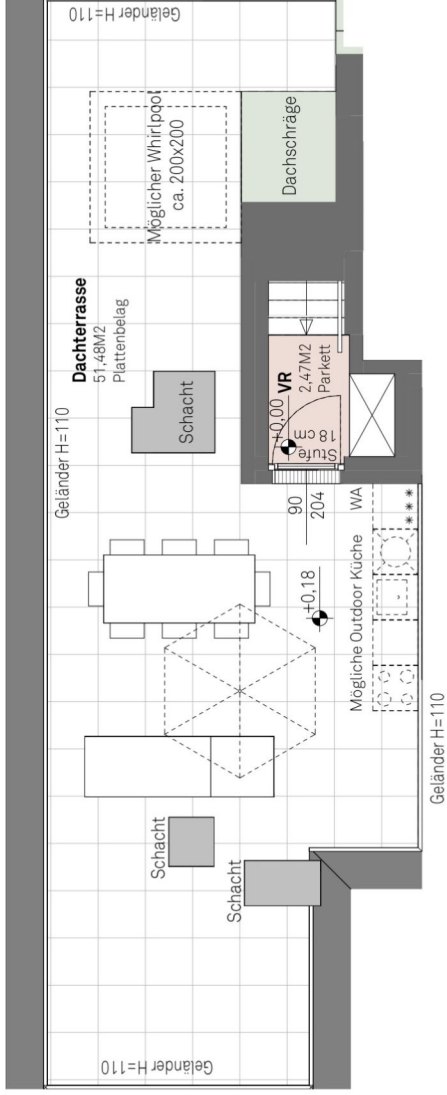 Geländer H=110
Möglicher Whirlpool
ca. 200x200
Dachschräge
Dachterrasse
51,48M2
Plattenbelag
Geländer H=110
Schacht
VR
2,47M2
Parkett
±0,00
Stufe
18 cm
90
204
WA
***
+0,18
Mögliche Outdoor Küche
Geländer H=110
Schacht
Schacht
Geländer H=110